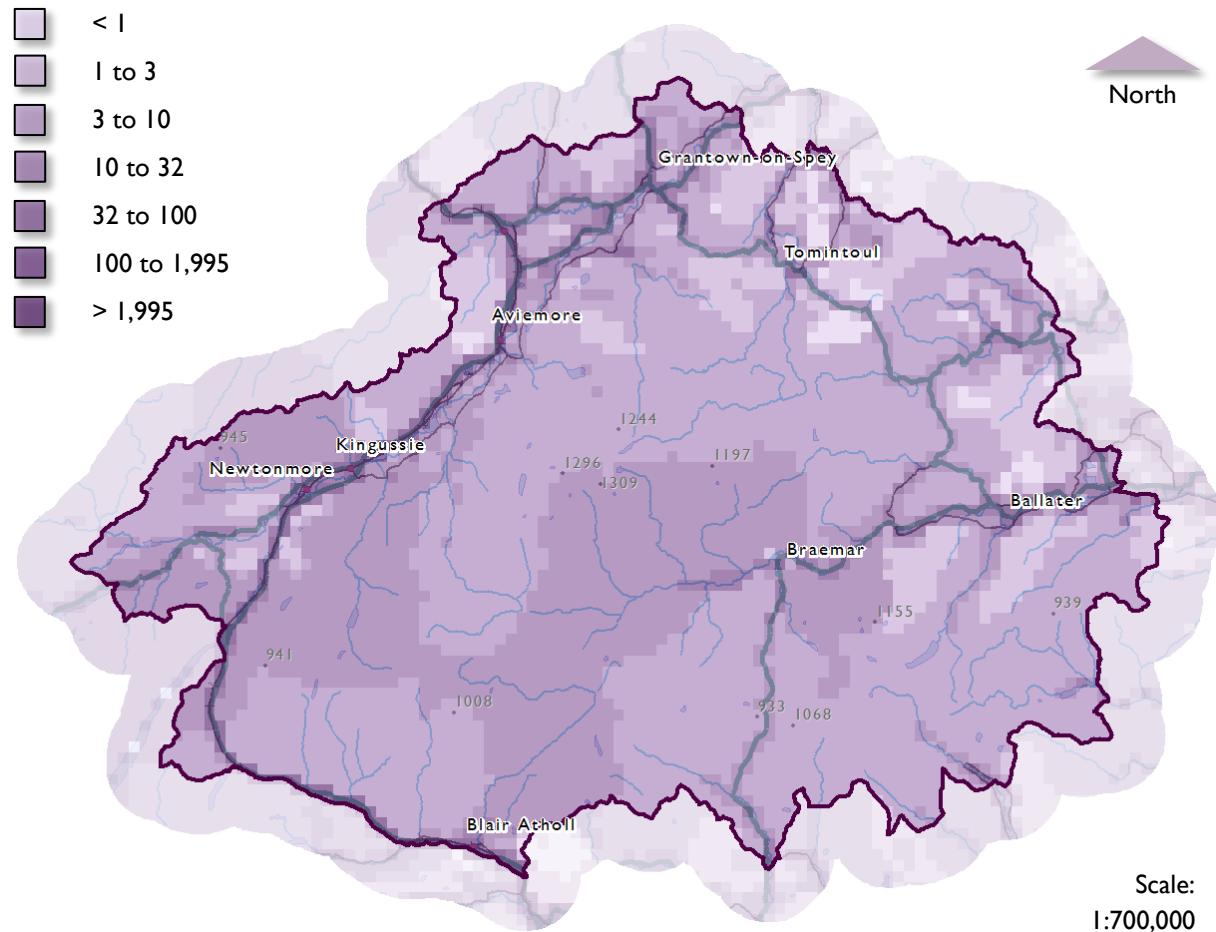 < 1
1 to 3
3 to 10
10 to 32
32 to 100
100 to 1,995
> 1,995
North
Grantown-on-Spey
Tomintoul
Aviemore
1244
945
Kingussie
Newtonmore
1296
1197
1309
Ballater
Braemar
1155
939
941
1008
933
1068
Blair Atholl
Scale:
1:700,000